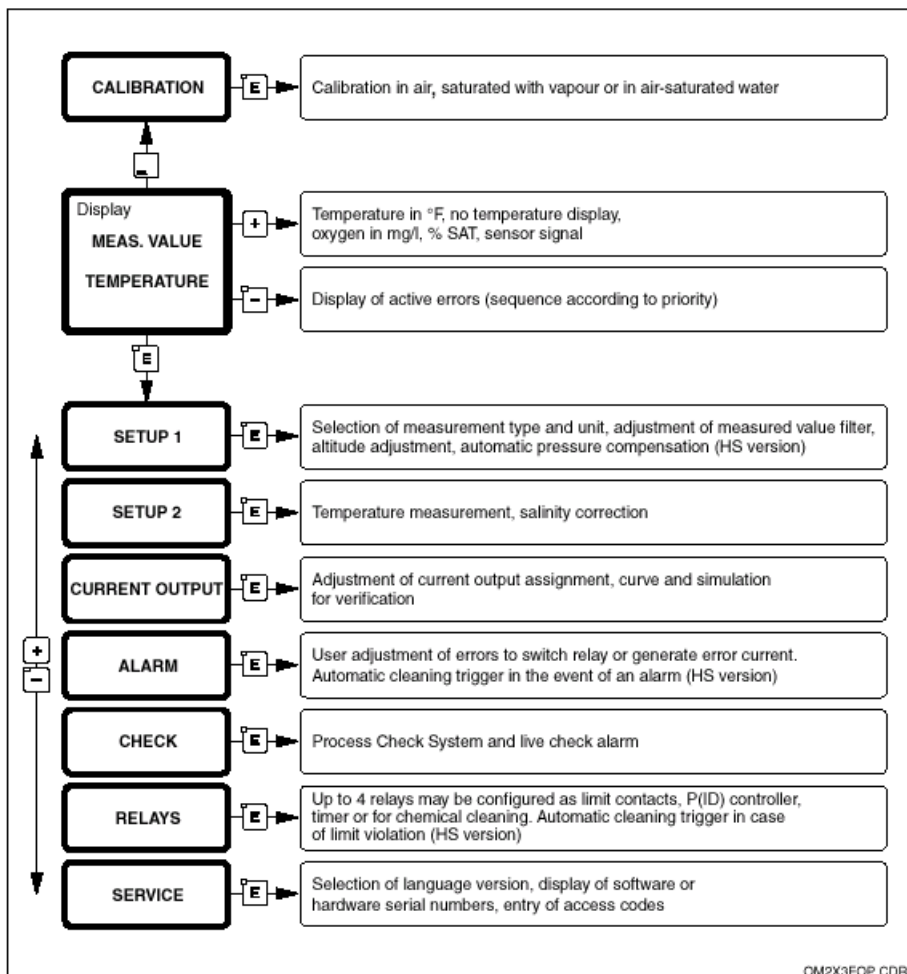 CALIBRATION
E
Calibration in air, saturated with vapour or in air-saturated water
Display
MEAS. VALUE
TEMPERATURE
+
Temperature in °F, no temperature display,
oxygen in mg/l, % SAT, sensor signal
−
Display of active errors (sequence according to priority)
E
SETUP 1
E
Selection of measurement type and unit, adjustment of measured value filter,
altitude adjustment, automatic pressure compensation (HS version)
SETUP 2
E
Temperature measurement, salinity correction
CURRENT OUTPUT
E
Adjustment of current output assignment, curve and simulation
for verification
+
−
ALARM
E
User adjustment of errors to switch relay or generate error current.
Automatic cleaning trigger in the event of an alarm (HS version)
CHECK
E
Process Check System and live check alarm
RELAYS
E
Up to 4 relays may be configured as limit contacts, P(ID) controller,
timer or for chemical cleaning. Automatic cleaning trigger in case
of limit violation (HS version)
SERVICE
E
Selection of language version, display of software or
hardware serial numbers, entry of access codes